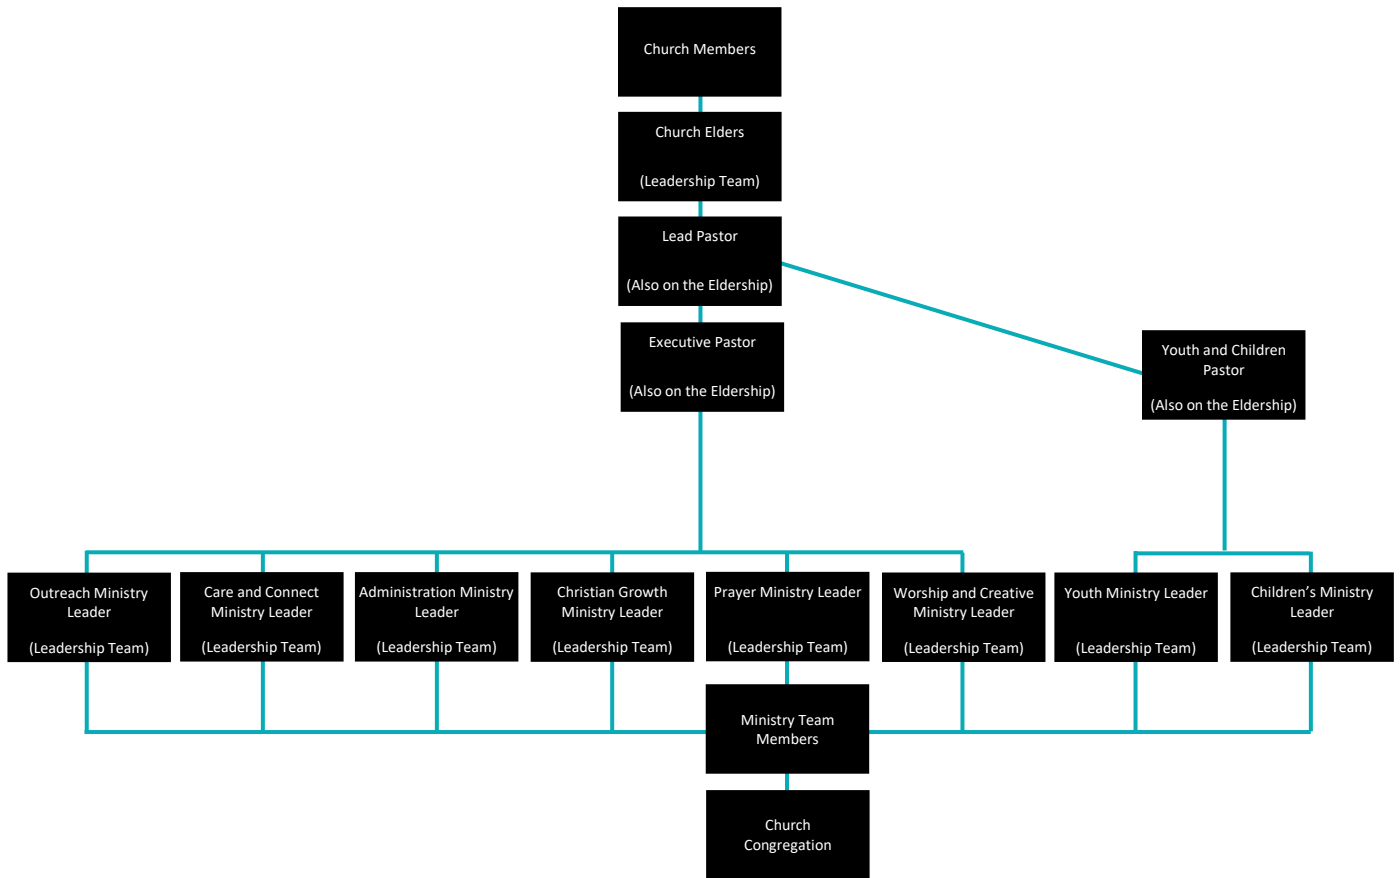 Church Members
Church Elders
(Leadership Team)
Lead Pastor
(Also on the Eldership)
Executive Pastor
(Also on the Eldership)
Youth and Children
Pastor
(Also on the Eldership)
Outreach Ministry
Leader
(Leadership Team)
Care and Connect
Ministry Leader
(Leadership Team)
Administration Ministry
Leader
(Leadership Team)
Christian Growth
Ministry Leader
(Leadership Team)
Prayer Ministry Leader
(Leadership Team)
Worship and Creative
Ministry Leader
(Leadership Team)
Youth Ministry Leader
(Leadership Team)
Children’s Ministry
Leader
(Leadership Team)
Ministry Team
Members
Church
Congregation